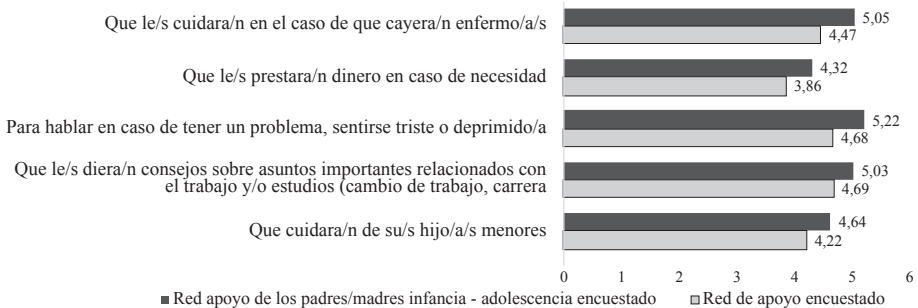 Que le/s cuidara/n en el caso de que cayera/n enfermo/a/s
5,05
4,47
Que le/s prestara/n dinero en caso de necesidad
4,32
3,86
Para hablar en caso de tener un problema, sentirse triste o deprimido/a
5,22
4,68
Que le/s diera/n consejos sobre asuntos importantes relacionados con
el trabajo y/o estudios (cambio de trabajo, carrera
5,03
4,69
Que cuidara/n de su/s hijo/a/s menores
4,64
4,22
0 1 2 3 4 5 6
Red apoyo de los padres/madres infancia - adolescencia encuestado Red de apoyo encuestado